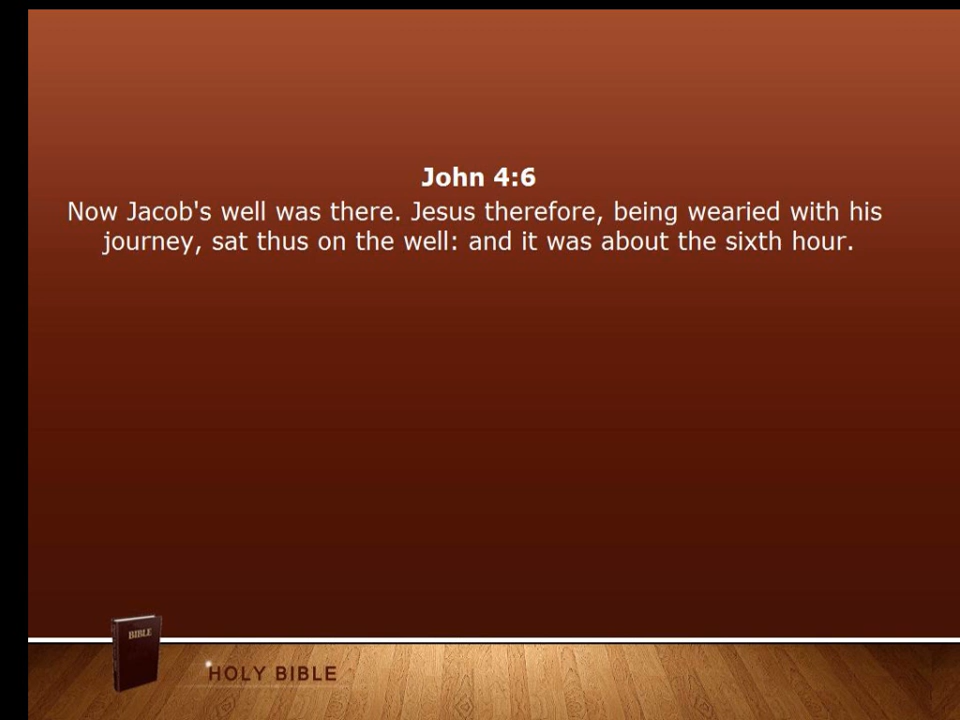 John 4:6
Now Jacob's well was there. Jesus therefore, being wearied with his
journey, sat thus on the well: and it was about the sixth hour.
BIBLE
HOLY BIBLE